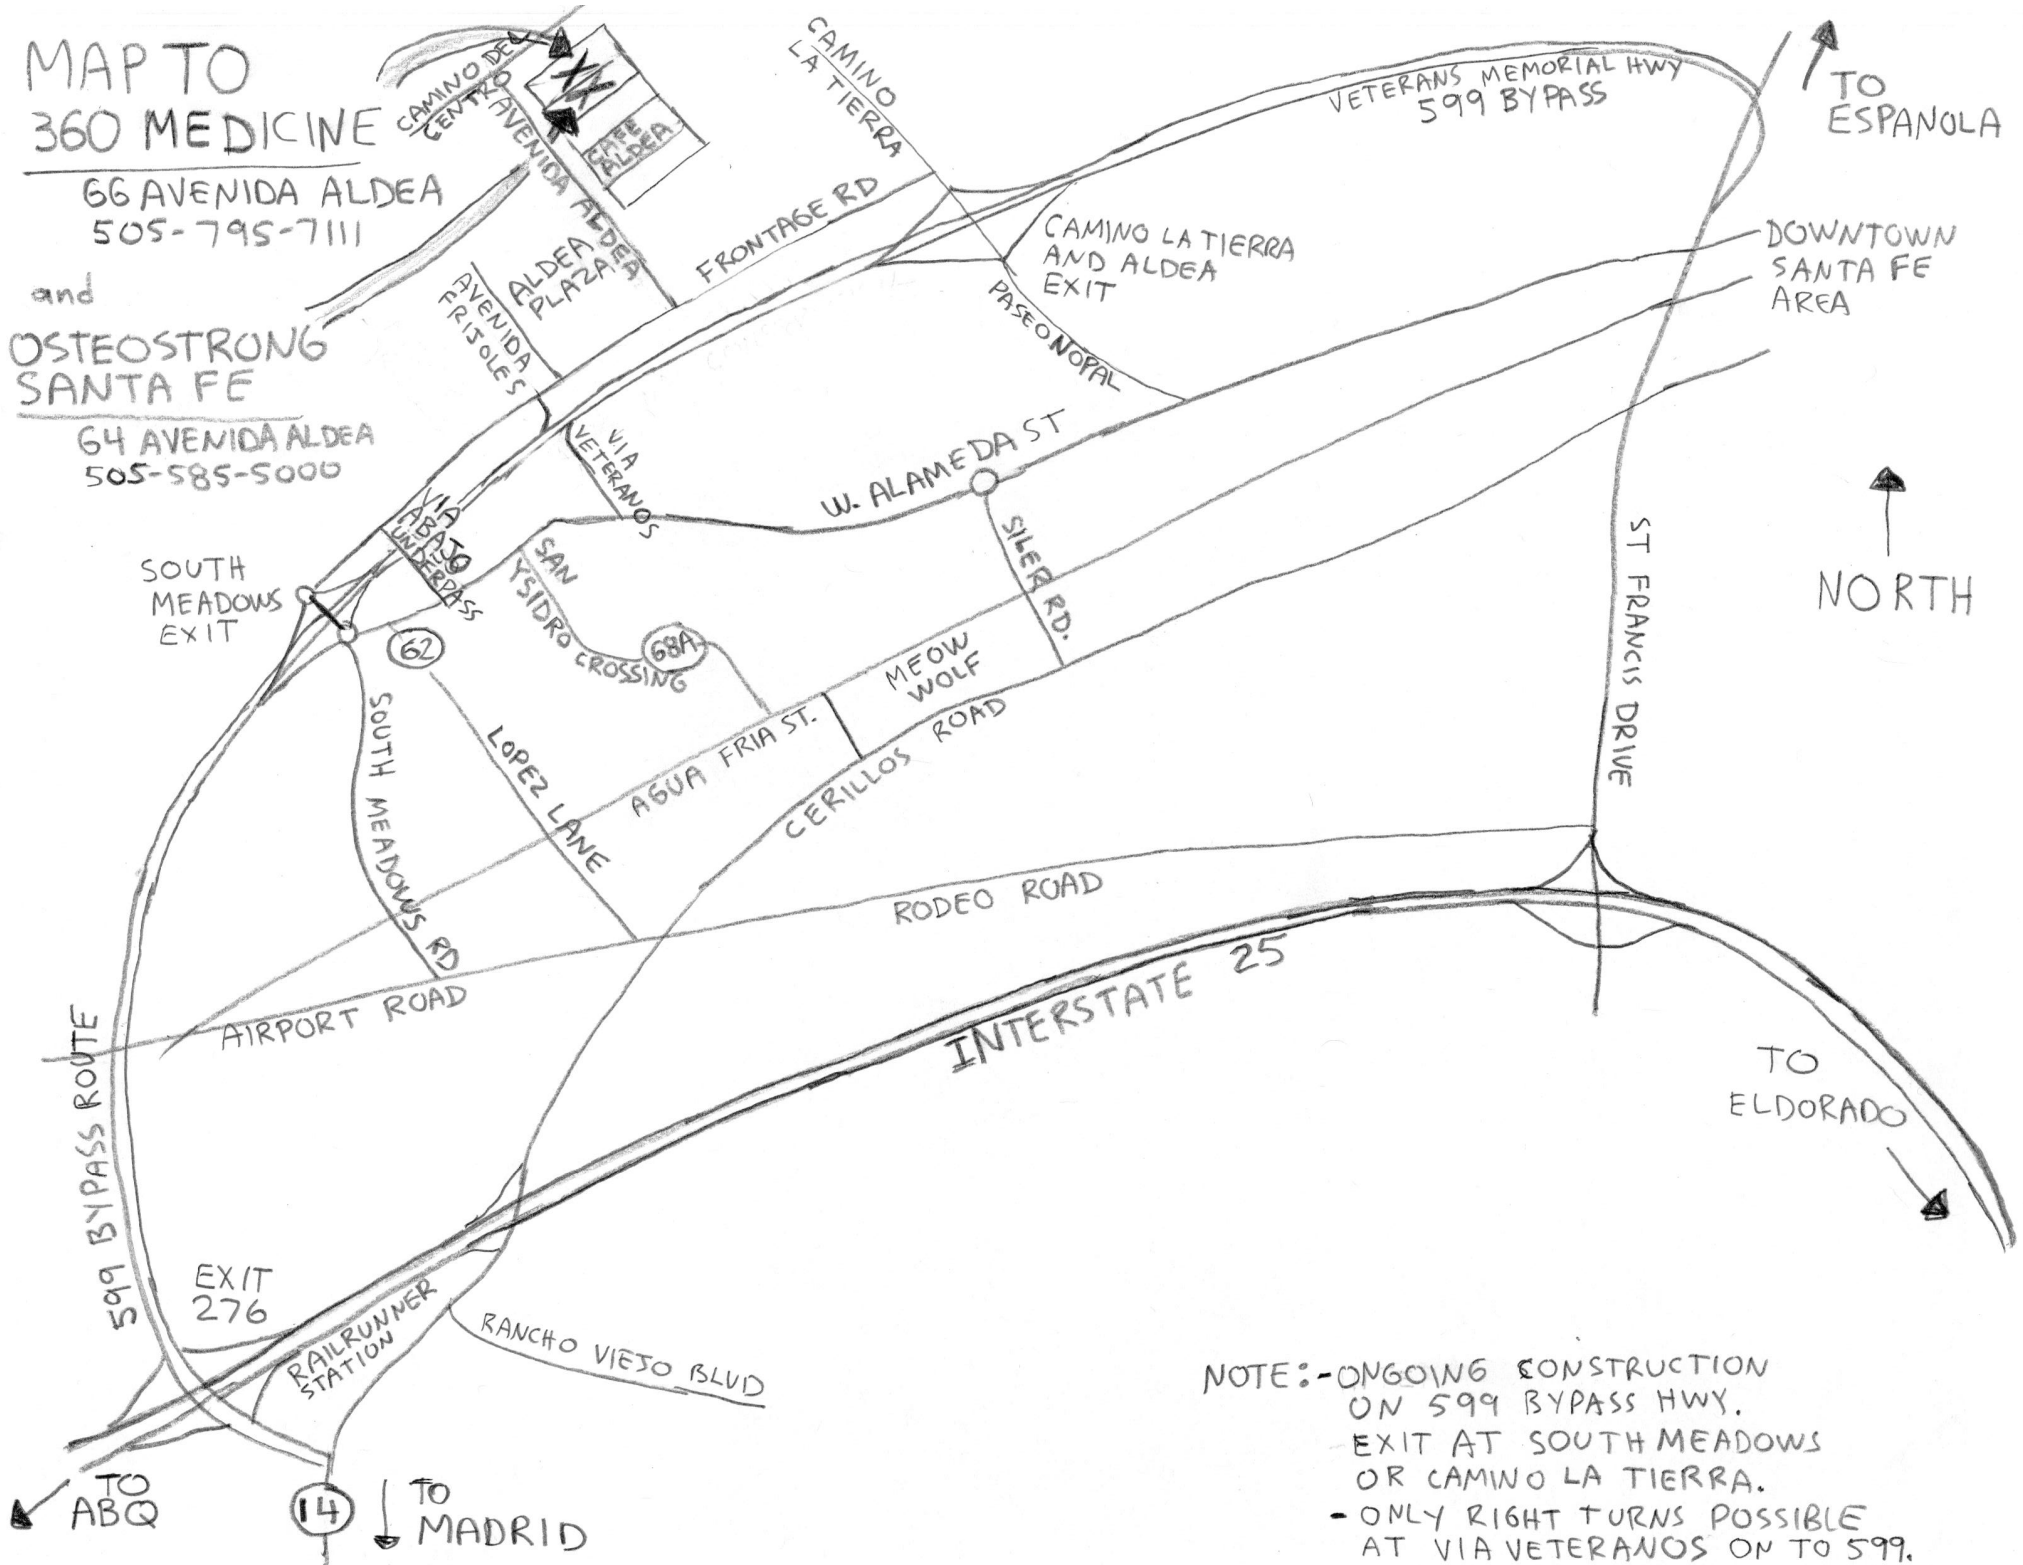 MAP TO
360 MEDICINE
66 AVENIDA ALDEA
505-795-7111
and
OSTEOSTRONG
SANTA FE
64 AVENIDA ALDEA
505-585-5000
CAMINO DEL
CENTRO
AVENIDA ALDEA
XX
CAFE
ALDEA
ALDEA
PLAZA
AVENIDA
FRIJOLES
FRONTAGE RD
CAMINO
LA TIERRA
VETERANS MEMORIAL HWY
599 BYPASS
TO
ESPANOLA
CAMINO LA TIERRA
AND ALDEA
EXIT
PASEO NOPAL
DOWNTOWN
SANTA FE
AREA
NORTH
VIA
VETERANOS
W. ALAMEDA ST
VIA
ABAJO
UNDERPASS
SOUTH
MEADOWS
EXIT
62
SAN
YSIDRO CROSSING
68A
SILER RD.
MEOW
WOLF
AGUA FRIA ST.
CERILLOS ROAD
ST FRANCIS DRIVE
SOUTH MEADOWS RD
LOPEZ LANE
RODEO ROAD
AIRPORT ROAD
INTERSTATE 25
599 BYPASS ROUTE
TO
ELDORADO
EXIT
276
RAILRUNNER
STATION
RANCHO VIEJO BLVD
TO
ABQ
14
TO
MADRID
NOTE:-ONGOING CONSTRUCTION
ON 599 BYPASS HWY.
EXIT AT SOUTH MEADOWS
OR CAMINO LA TIERRA.
- ONLY RIGHT TURNS POSSIBLE
AT VIA VETERANOS ON TO 599.